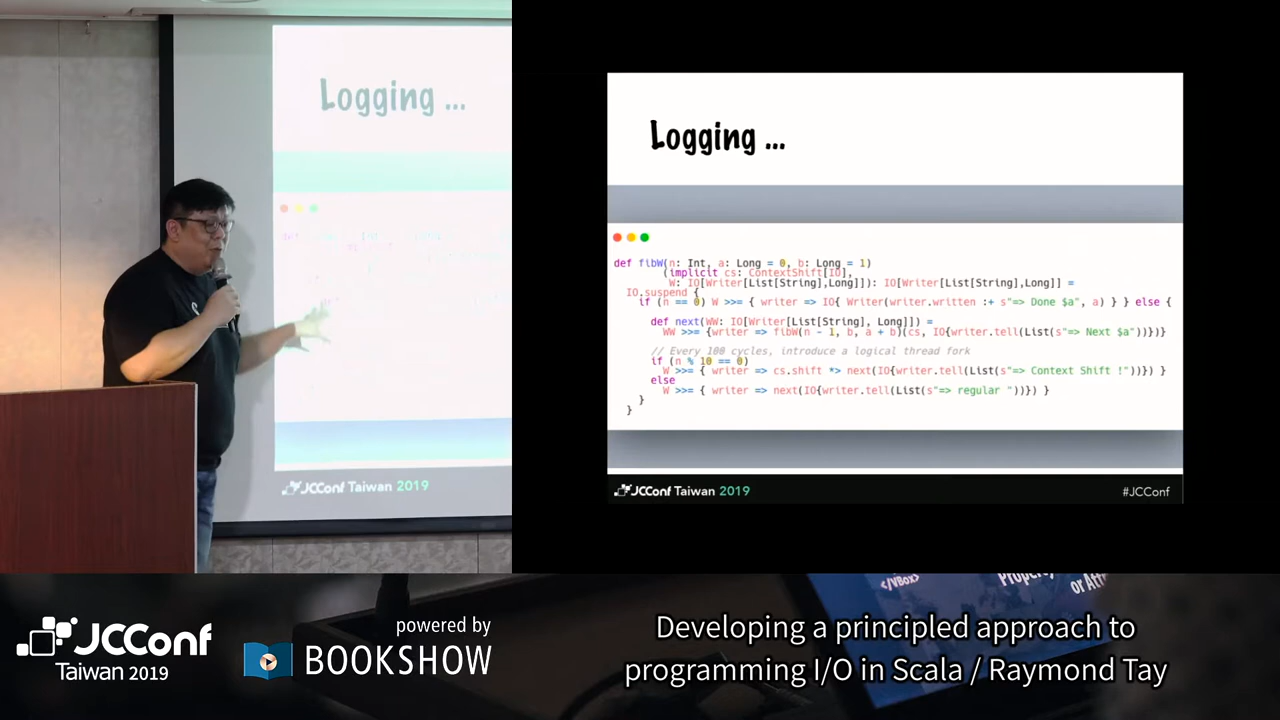 Logging ...
JCConf Taiwan 2019
Logging ...
def fibW(n: Int, a: Long = 0, b: Long = 1)
(implicit cs: ContextShift[IO],
W: IO[Writer[List[String],Long]]): IO[Writer[List[String],Long]] =
IO.suspend {
if (n == 0) W >>= { writer => IO{ Writer(writer.written :+ s"=> Done $a", a) } } else {
def next(WW: IO[Writer[List[String], Long]]) =
WW >>= {writer => fibW(n - 1, b, a + b)(cs, IO{writer.tell(List(s"=> Next $a"))})}
// Every 100 cycles, introduce a logical thread fork
if (n % 10 == 0)
W >>= { writer => cs.shift *> next(IO{writer.tell(List(s"=> Context Shift !"))}) }
else
W >>= { writer => next(IO{writer.tell(List(s"=> regular "))}) }
}
}
JCConf Taiwan 2019
#JCConf
</VBox>
JCConf
Taiwan 2019
powered by
BOOKSHOW
Developing a principled approach to
programming I/O in Scala / Raymond Tay